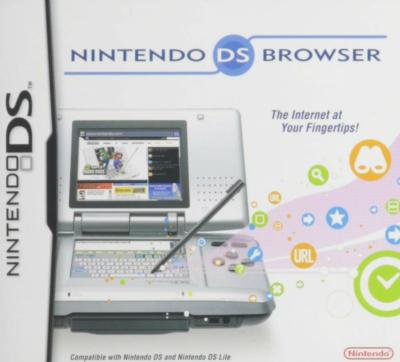 NINTENDO DS BROWSER
NINTENDO DS™
The Internet at
Your Fingertips!
URL
URL
Compatible with Nintendo DS and Nintendo DS Lite
Nintendo